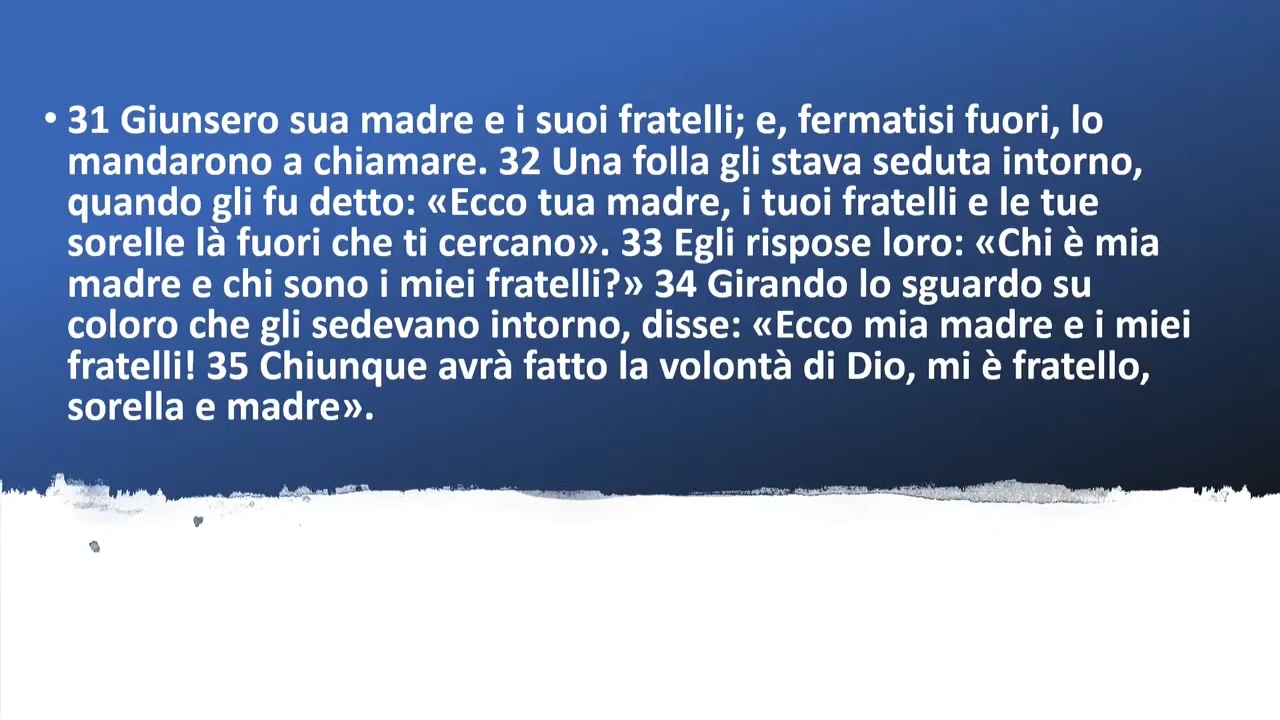 • 31 Giunsero sua madre e i suoi fratelli; e, fermatisi fuori, lo
mandarono a chiamare. 32 Una folla gli stava seduta intorno,
quando gli fu detto: «Ecco tua madre, i tuoi fratelli e le tue
sorelle là fuori che ti cercano». 33 Egli rispose loro: «Chi è mia
madre e chi sono i miei fratelli?» 34 Girando lo sguardo su
coloro che gli sedevano intorno, disse: «Ecco mia madre e i miei
fratelli! 35 Chiunque avrà fatto la volontà di Dio, mi è fratello,
sorella e madre».